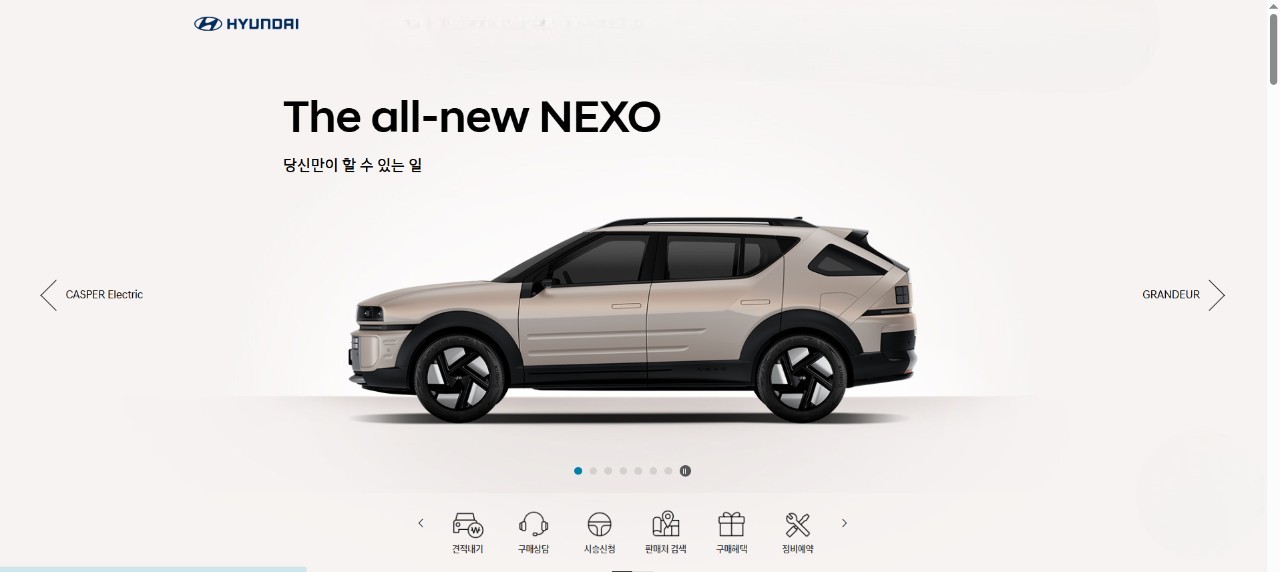 HYUNDAI
The all-new NEXO
당신만이 할 수 있는 일
CASPER Electric
GRANDEUR
견적내기
구매상담
시승신청
판매처 검색
구매혜택
정비예약